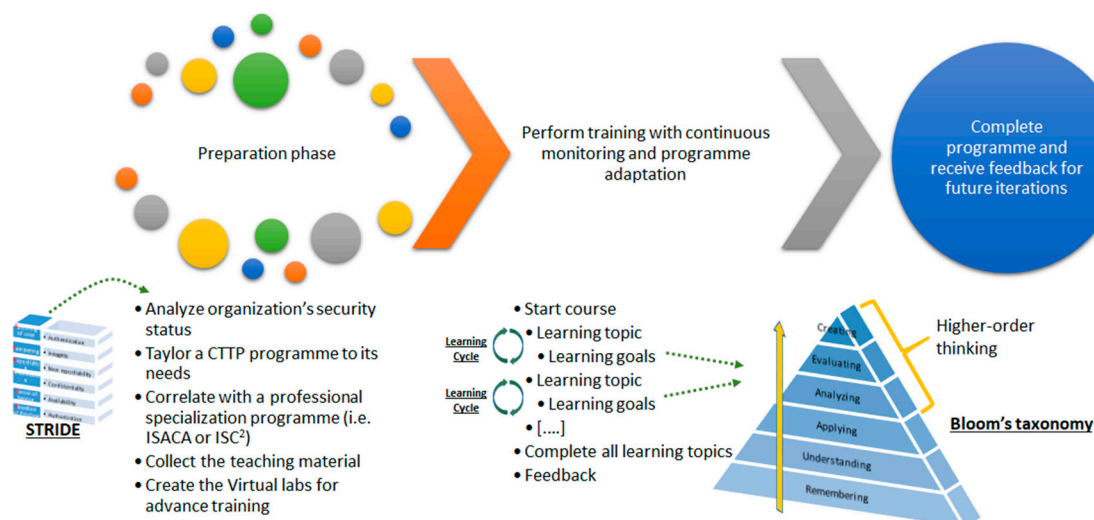 Preparation phase
Perform training with continuous
monitoring and programme
adaptation
Complete
programme and
receive feedback for
future iterations
• Analyze organization's security
status
• Taylor a CTTP programme to its
needs
• Correlate with a professional
specialization programme (i.e.
ISACA or ISC²)
• Collect the teaching material
• Create the Virtual labs for
advance training
Authentication
Integrity
Non-repudiability
Confidentiality
Availability
Authorization
STRIDE
• Start course
• Learning topic
• Learning goals
• Learning topic
• Learning goals
• [....]
• Complete all learning topics
• Feedback
Learning
Cycle
Learning
Cycle
Creating
Evaluating
Analyzing
Applying
Understanding
Remembering
Higher-order
thinking
Bloom's taxonomy